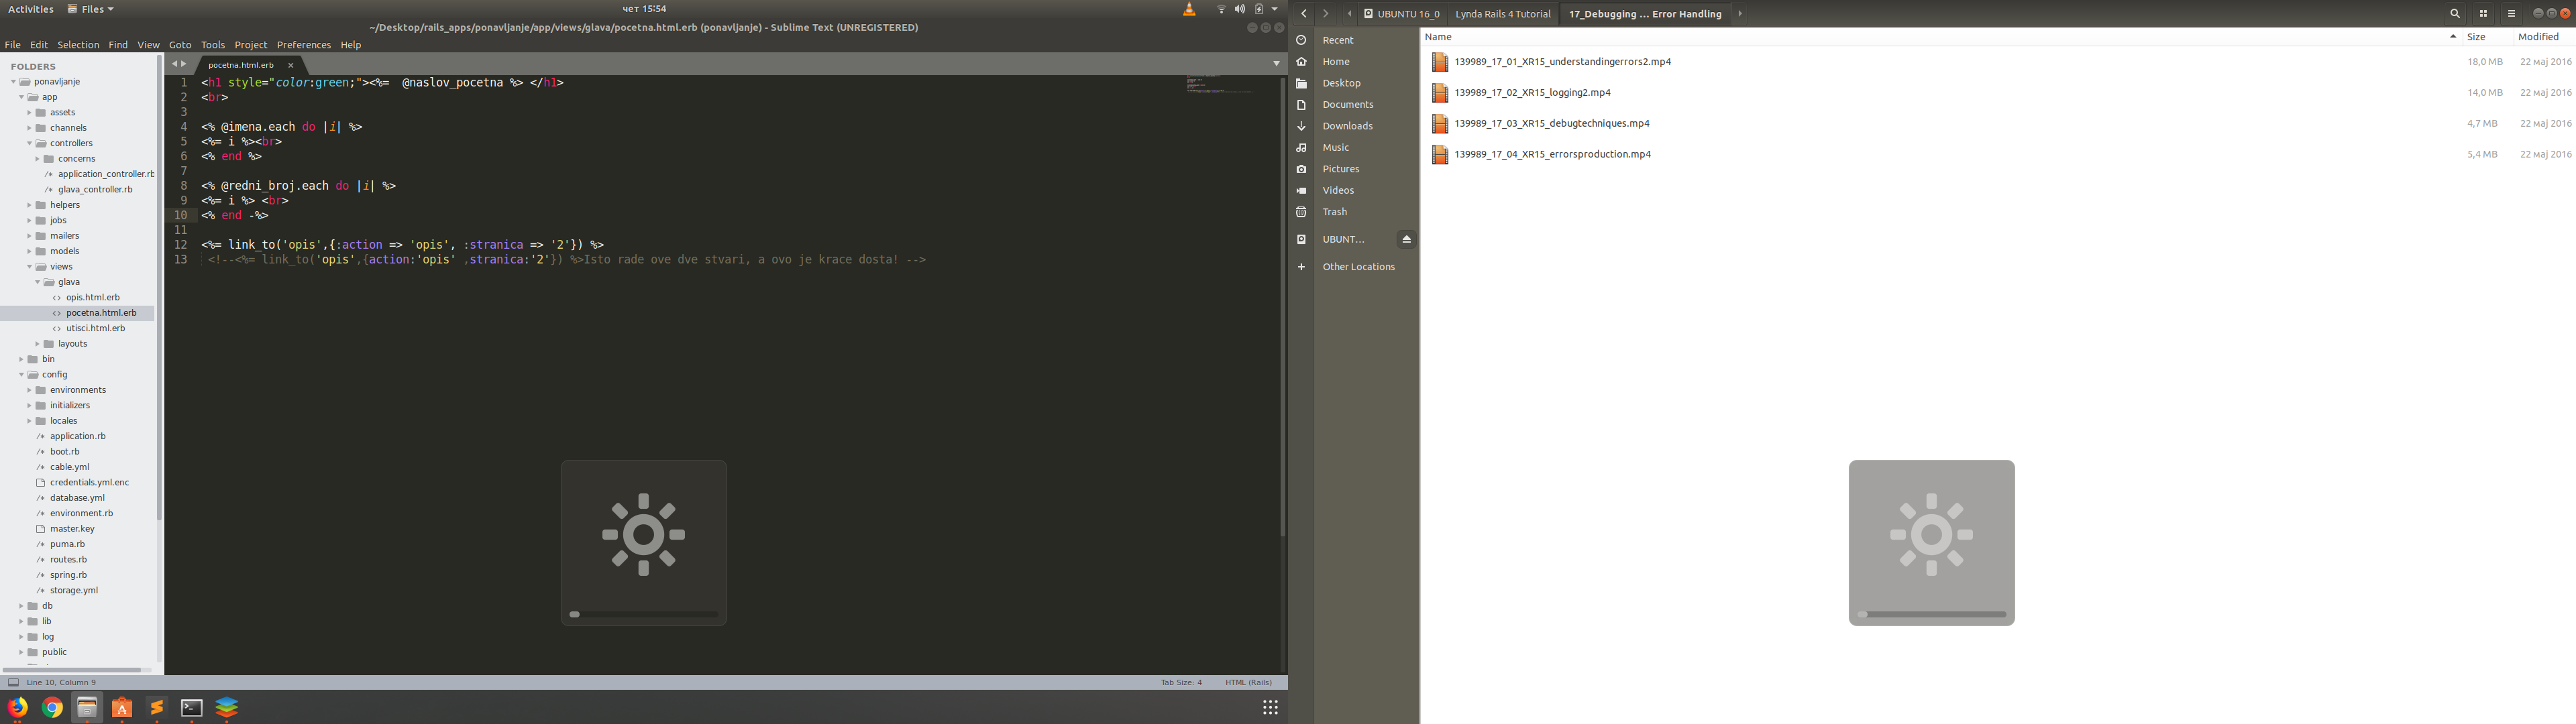 Activities Files чет 15:54
~/Desktop/rails_apps/ponavljanje/app/views/glava/pocetna.html.erb (ponavljanje) - Sublime Text (UNREGISTERED)
File Edit Selection Find View Goto Tools Project Preferences Help
FOLDERS
ponavljanje
app
assets
channels
controllers
concerns
application_controller.rb
glava_controller.rb
helpers
jobs
mailers
models
views
glava
opis.html.erb
pocetna.html.erb
utisci.html.erb
layouts
bin
config
environments
initializers
locales
application.rb
boot.rb
cable.yml
credentials.yml.enc
database.yml
environment.rb
master.key
puma.rb
routes.rb
spring.rb
storage.yml
db
lib
log
public
pocetna.html.erb
1 <h1 style="color:green;"><%=  @naslov_pocetna %> </h1>
2 <br>
3
4 <% @imena.each do |i| %>
5 <%= i %><br>
6 <% end %>
7
8 <% @redni_broj.each do |i| %>
9 <%= i %> <br>
10 <% end -%>
11
12 <%= link_to('opis',{:action => 'opis', :stranica => '2'}) %>
13 <!--<%= link_to('opis',{action:'opis' ,stranica:'2'}) %>Isto rade ove dve stvari, a ovo je krace dosta! -->
Line 10, Column 9 Tab Size: 4 HTML (Rails)
UBUNTU 16_0 Lynda Rails 4 Tutorial 17_Debugging ... Error Handling
Recent
Home
Desktop
Documents
Downloads
Music
Pictures
Videos
Trash
UBUNT...
Other Locations
Name Size Modified
139989_17_01_XR15_understandingerrors2.mp4 18,0 MB 22 мај 2016
139989_17_02_XR15_logging2.mp4 14,0 MB 22 мај 2016
139989_17_03_XR15_debugtechniques.mp4 4,7 MB 22 мај 2016
139989_17_04_XR15_errorsproduction.mp4 5,4 MB 22 мај 2016